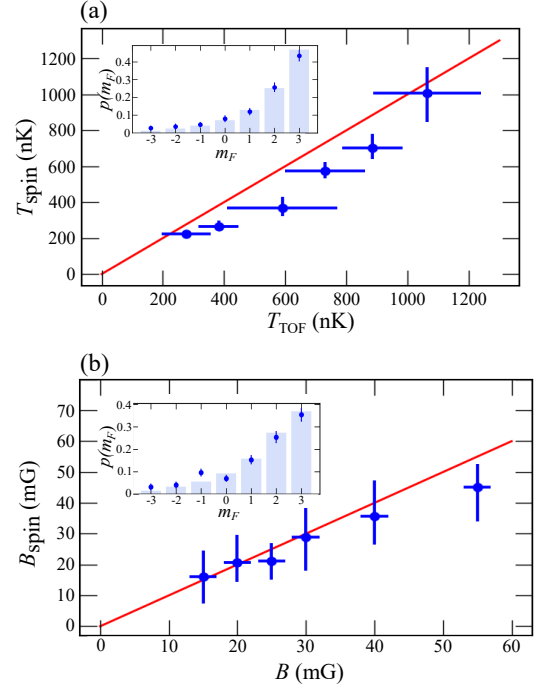 (a)
1200
1000
800
600
400
200
0
T_spin (nK)
0 200 400 600 800 1000 1200
T_TOF (nK)
0.4
0.3
0.2
0.1
0
p(m_F)
-3 -2 -1 0 1 2 3
m_F
(b)
70
60
50
40
30
20
10
0
B_spin (mG)
0 10 20 30 40 50 60
B (mG)
0.4
0.3
0.2
0.1
0
p(m_F)
-3 -2 -1 0 1 2 3
m_F